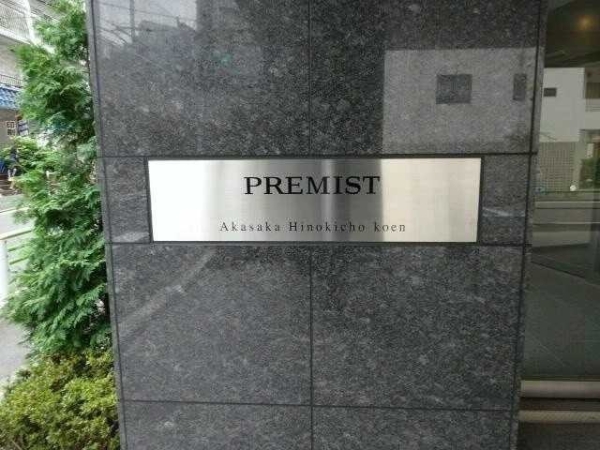 PREMIST
Akasaka Hinokicho koen